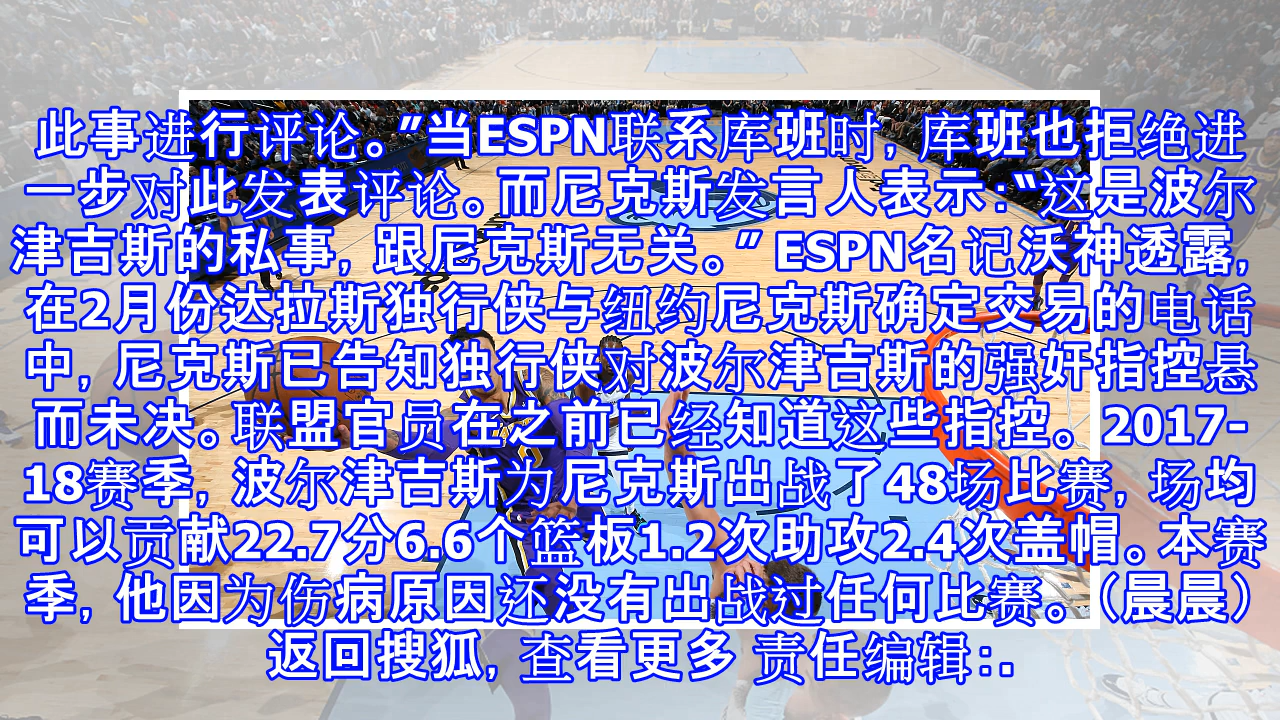 此事进行评论。”当ESPN联系库班时, 库班也拒绝进
一步对此发表评论。而尼克斯发言人表示:“这是波尔
津吉斯的私事, 跟尼克斯无关。” ESPN名记沃神透露,
在2月份达拉斯独行侠与纽约尼克斯确定交易的电话
中, 尼克斯已告知独行侠对波尔津吉斯的强奸指控悬
而未决。联盟官员在之前已经知道这些指控。2017-
18赛季, 波尔津吉斯为尼克斯出战了48场比赛, 场均
可以贡献22.7分6.6个篮板1.2次助攻2.4次盖帽。本赛
季, 他因为伤病原因还没有出战过任何比赛。（晨晨）
返回搜狐, 查看更多 责任编辑:.